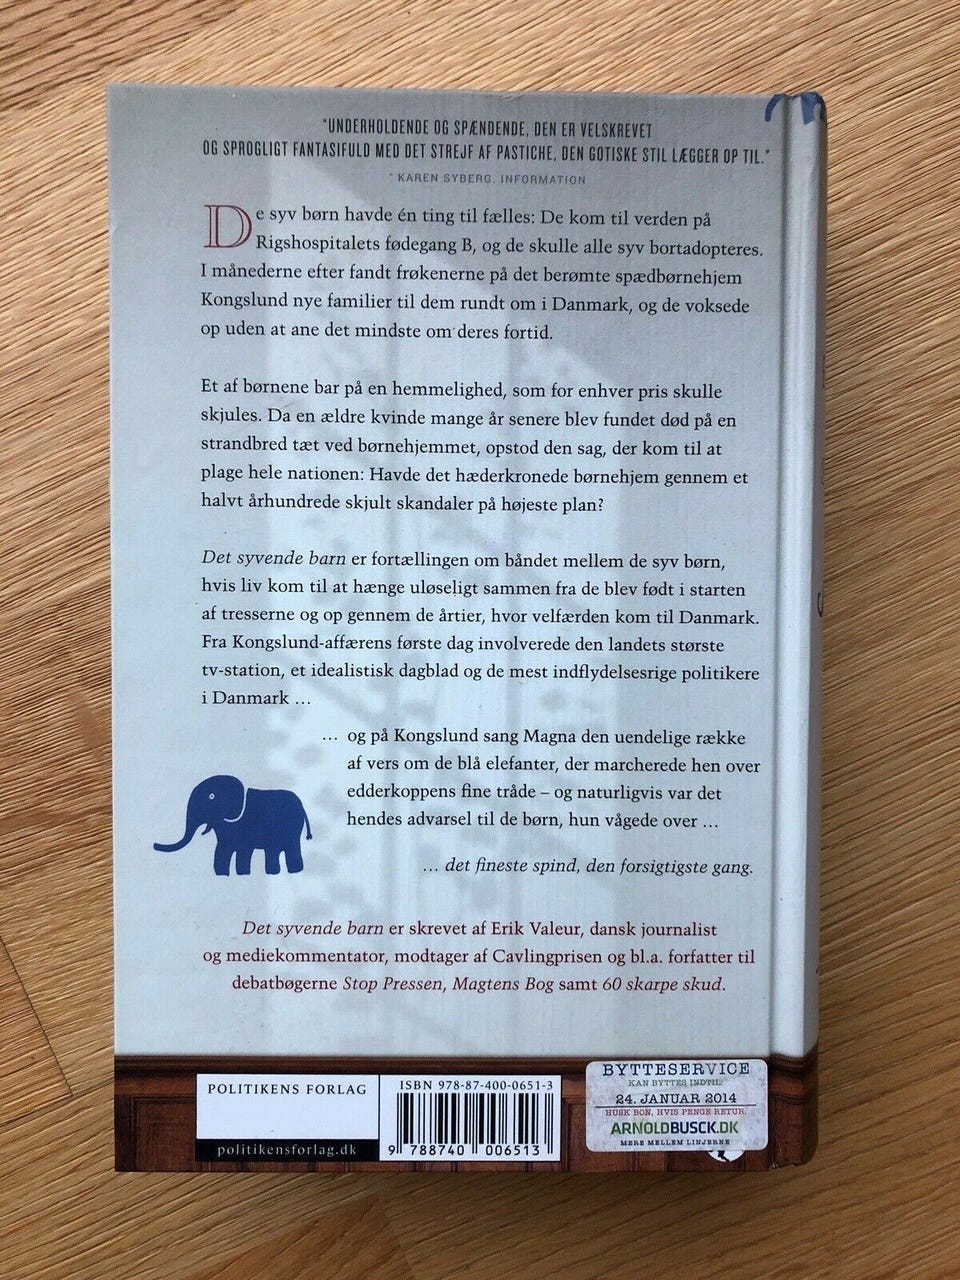 "UNDERHOLDENDE OG SPÆNDENDE, DEN ER VELSKREVET
OG SPROGLIGT FANTASIFULD MED DET STREJF AF PASTICHE, DEN GOTISKE STIL LÆGGER OP TIL."
* KAREN SYBERG, INFORMATION
De syv børn havde én ting til fælles: De kom til verden på
Rigshospitalets fødegang B, og de skulle alle syv bortadopteres.
I månederne efter fandt frøkenerne på det berømte spædbørnehjem
Kongslund nye familier til dem rundt om i Danmark, og de voksede
op uden at ane det mindste om deres fortid.
Et af børnene bar på en hemmelighed, som for enhver pris skulle
skjules. Da en ældre kvinde mange år senere blev fundet død på en
strandbred tæt ved børnehjemmet, opstod den sag, der kom til at
plage hele nationen: Havde det hæderkronede børnehjem gennem et
halvt århundrede skjult skandaler på højeste plan?
Det syvende barn er fortællingen om båndet mellem de syv børn,
hvis liv kom til at hænge uløseligt sammen fra de blev født i starten
af tresserne og op gennem de årtier, hvor velfærden kom til Danmark.
Fra Kongslund-affærens første dag involverede den landets største
tv-station, et idealistisk dagblad og de mest indflydelsesrige politikere
i Danmark ...
... og på Kongslund sang Magna den uendelige række
af vers om de blå elefanter, der marcherede hen over
edderkoppens fine tråde – og naturligvis var det
hendes advarsel til de børn, hun vågede over ...
... det fineste spind, den forsigtigste gang.
Det syvende barn er skrevet af Erik Valeur, dansk journalist
og mediekommentator, modtager af Cavlingprisen og bl.a. forfatter til
debatbøgerne Stop Pressen, Magtens Bog samt 60 skarpe skud.
POLITIKENS FORLAG
politikensforlag.dk
ISBN 978-87-400-0651-3
9 788740 006513
BYTTESERVICE
KAN BYTTES INDTIL:
24. JANUAR 2014
HUSK BON, HVIS PENGE RETUR.
ARNOLDBUSCK.DK
MERE MELLEM LINJERNE